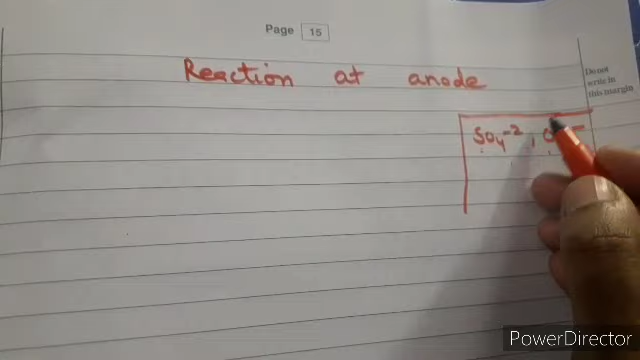 Page 15
Do not
write in
this margin
Reaction at anode
SO₄⁻²,
PowerDirector